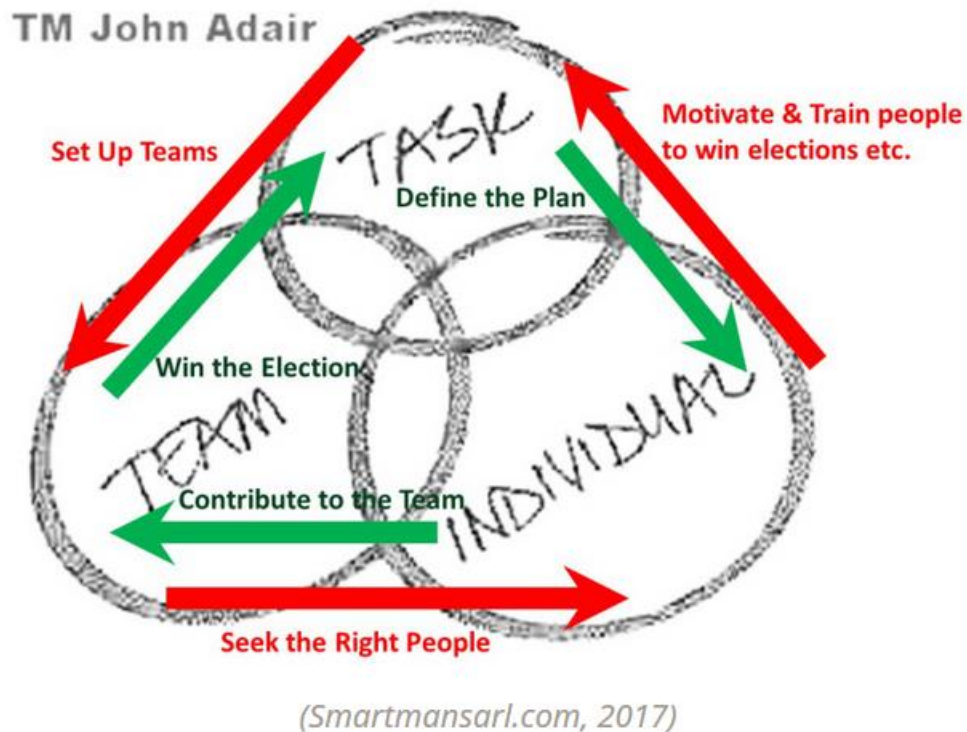 TM John Adair
Set Up Teams
Motivate & Train people
to win elections etc.
TASK
Define the Plan
Win the Election
TEAM
INDIVIDUAL
Contribute to the Team
Seek the Right People
(Smartmansarl.com, 2017)